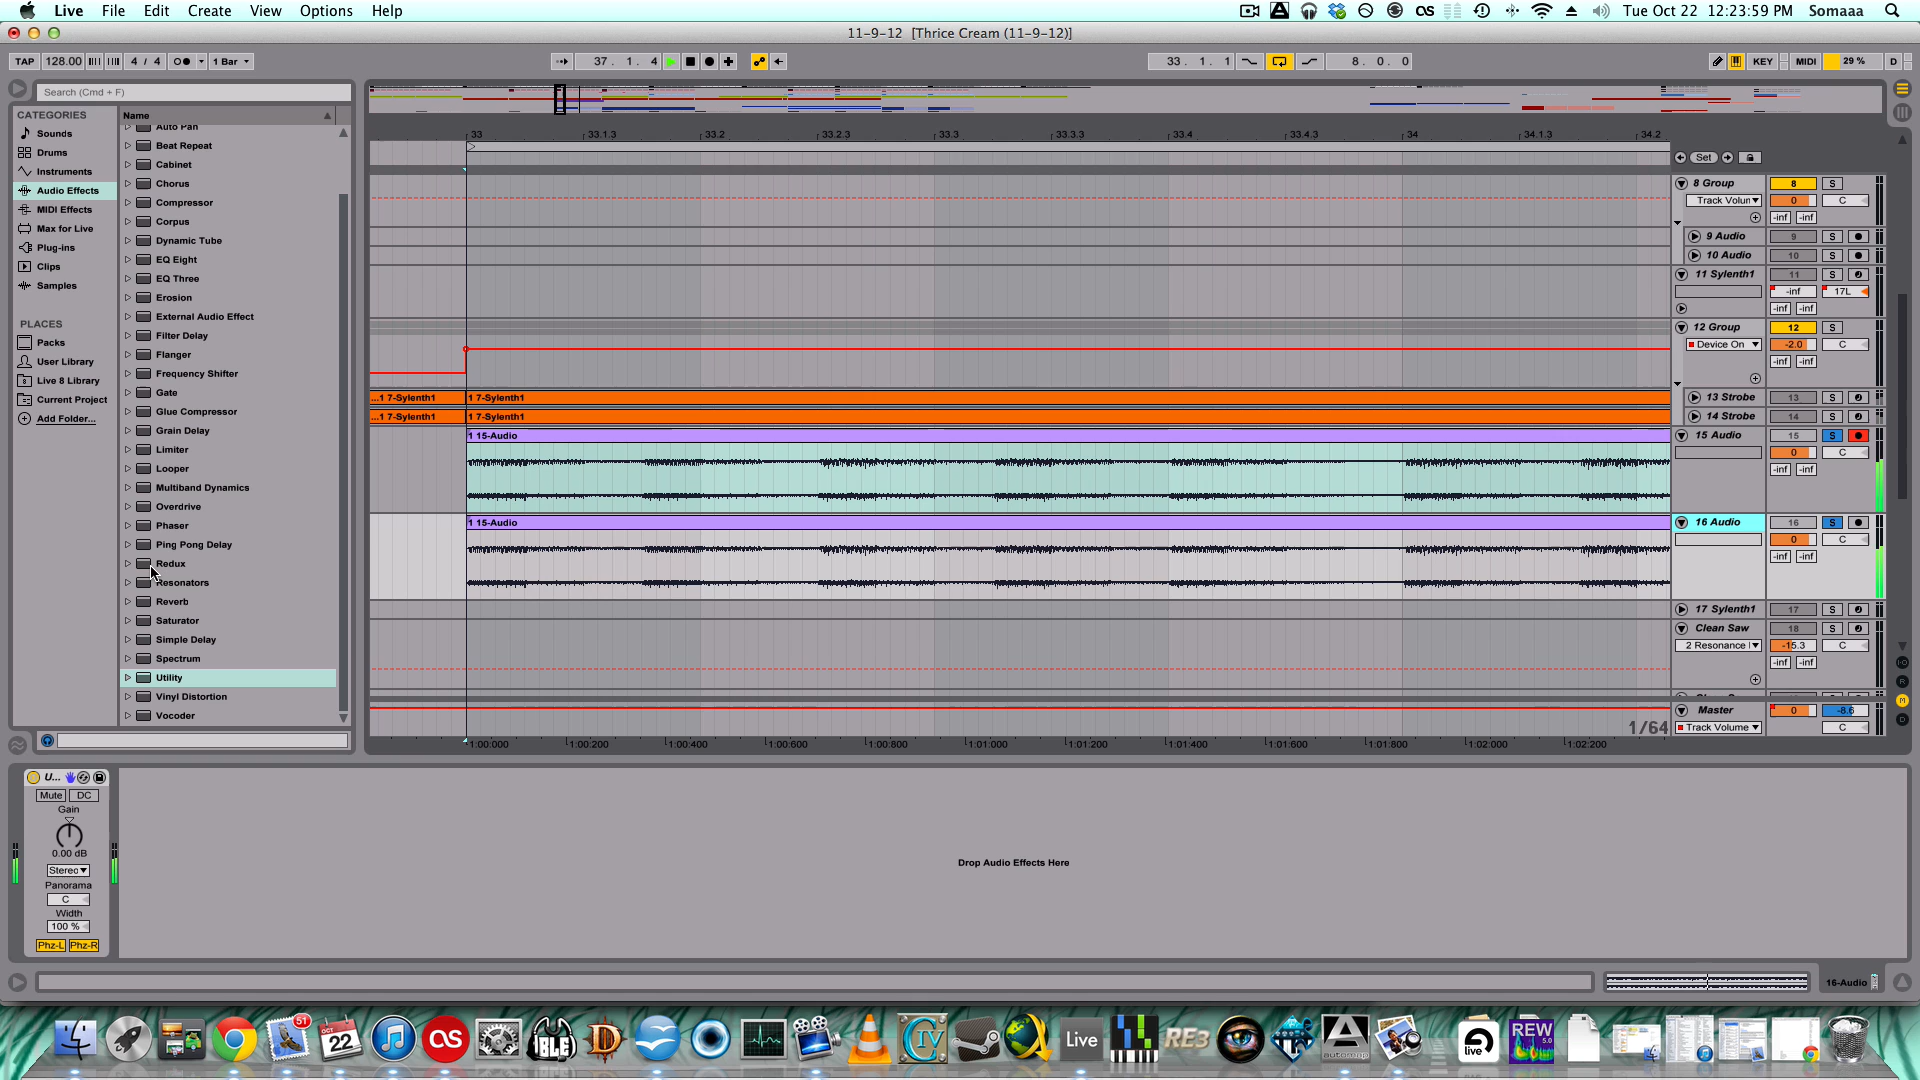 Live File Edit Create View Options Help
Tue Oct 22 12:23:59 PM Somaaa
11-9-12 [Thrice Cream (11-9-12)]
TAP 128.00 4 / 4 1 Bar
37. 1. 4
33. 1. 1
8. 0. 0
KEY MIDI 29 % D
Search (Cmd + F)
CATEGORIES
Sounds
Drums
Instruments
Audio Effects
MIDI Effects
Max for Live
Plug-ins
Clips
Samples
PLACES
Packs
User Library
Live 8 Library
Current Project
Add Folder...
Name
Auto Pan
Beat Repeat
Cabinet
Chorus
Compressor
Corpus
Dynamic Tube
EQ Eight
EQ Three
Erosion
External Audio Effect
Filter Delay
Flanger
Frequency Shifter
Gate
Glue Compressor
Grain Delay
Limiter
Looper
Multiband Dynamics
Overdrive
Phaser
Ping Pong Delay
Redux
Resonators
Reverb
Saturator
Simple Delay
Spectrum
Utility
Vinyl Distortion
Vocoder
33 33.1.3 33.2 33.2.3 33.3 33.3.3 33.4 33.4.3 34 34.1.3 34.2
...1 7-Sylenth1 1 7-Sylenth1
...1 7-Sylenth1 1 7-Sylenth1
1 15-Audio
1 15-Audio
1/64
1:00:000 1:00:200 1:00:400 1:00:600 1:00:800 1:01:000 1:01:200 1:01:400 1:01:600 1:01:800 1:02:000 1:02:200
Set
8 Group 8 S
Track Volun 0 C
-inf -inf
9 Audio 9 S
10 Audio 10 S
11 Sylenth1 11 S
-inf 17L
-inf -inf
12 Group 12 S
Device On -2.0 C
-inf -inf
13 Strobe 13 S
14 Strobe 14 S
15 Audio 15 S
0 C
-inf -inf
16 Audio 16 S
0 C
-inf -inf
17 Sylenth1 17 S
Clean Saw 18 S
2 Resonance -15.3 C
-inf -inf
Master 0 -8.6
Track Volume C
U...
Mute DC
Gain
0.00 dB
Stereo
Panorama
C
Width
100 %
Phz-L Phz-R
Drop Audio Effects Here
16-Audio
51
OCT
22
Live
RE3
live
REW
5.0